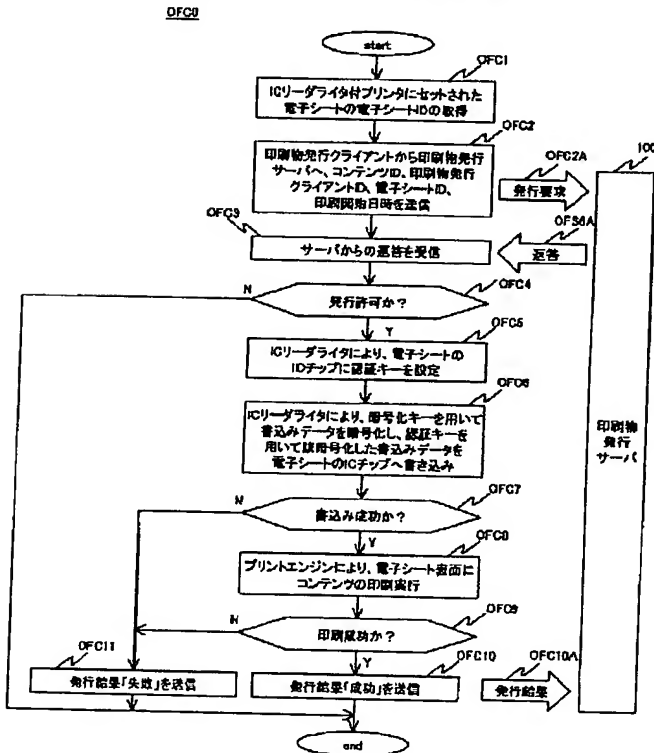 OFC0
start
OFC1
ICリーダライタ付プリンタにセットされた
電子シートの電子シートIDの取得
OFC2
印刷物発行クライアントから印刷物発行
サーバへ、コンテンツID、印刷物発行
クライアントID、電子シートID、
印刷開始日時を送信
OFC2A
発行要求
100
OFC3
サーバからの返答を受信
OFS6A
返答
OFC4
発行許可か?
N
Y
OFC5
ICリーダライタにより、電子シートの
IDチップに認証キーを設定
OFC6
ICリーダライタにより、暗号化キーを用いて
書込みデータを暗号化し、認証キーを
用いて該暗号化した書込みデータを
電子シートのICチップへ書き込み
印刷物
発行
サーバ
OFC7
書込み成功か?
N
Y
OFC8
プリントエンジンにより、電子シート表面に
コンテンツの印刷実行
OFC9
印刷成功か?
N
Y
OFC11
発行結果「失敗」を送信
OFC10
発行結果「成功」を送信
OFC10A
発行結果
end